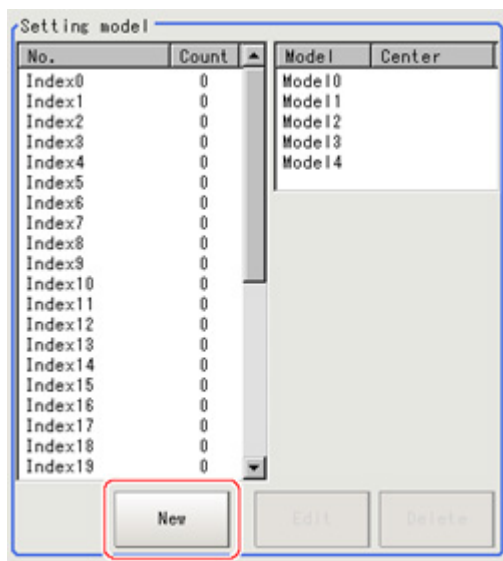 Setting model
No. Count Model Center
Index0 0 Model0
Index1 0 Model1
Index2 0 Model2
Index3 0 Model3
Index4 0 Model4
Index5 0
Index6 0
Index7 0
Index8 0
Index9 0
Index10 0
Index11 0
Index12 0
Index13 0
Index14 0
Index15 0
Index16 0
Index17 0
Index18 0
Index19 0
New Edit Delete